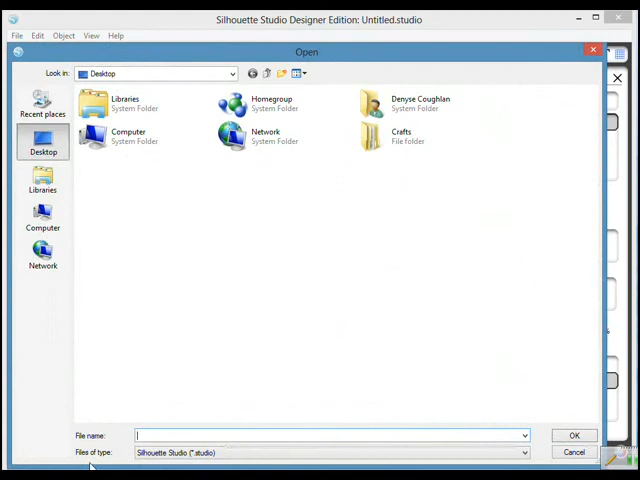 Silhouette Studio Designer Edition: Untitled.studio
File Edit Object View Help
Open
Look in: Desktop
Libraries
System Folder
Homegroup
System Folder
Denyse Coughlan
System Folder
Computer
System Folder
Network
System Folder
Crafts
File folder
Recent places
Desktop
Libraries
Computer
Network
File name:
OK
Files of type: Silhouette Studio (*.studio)
Cancel
%